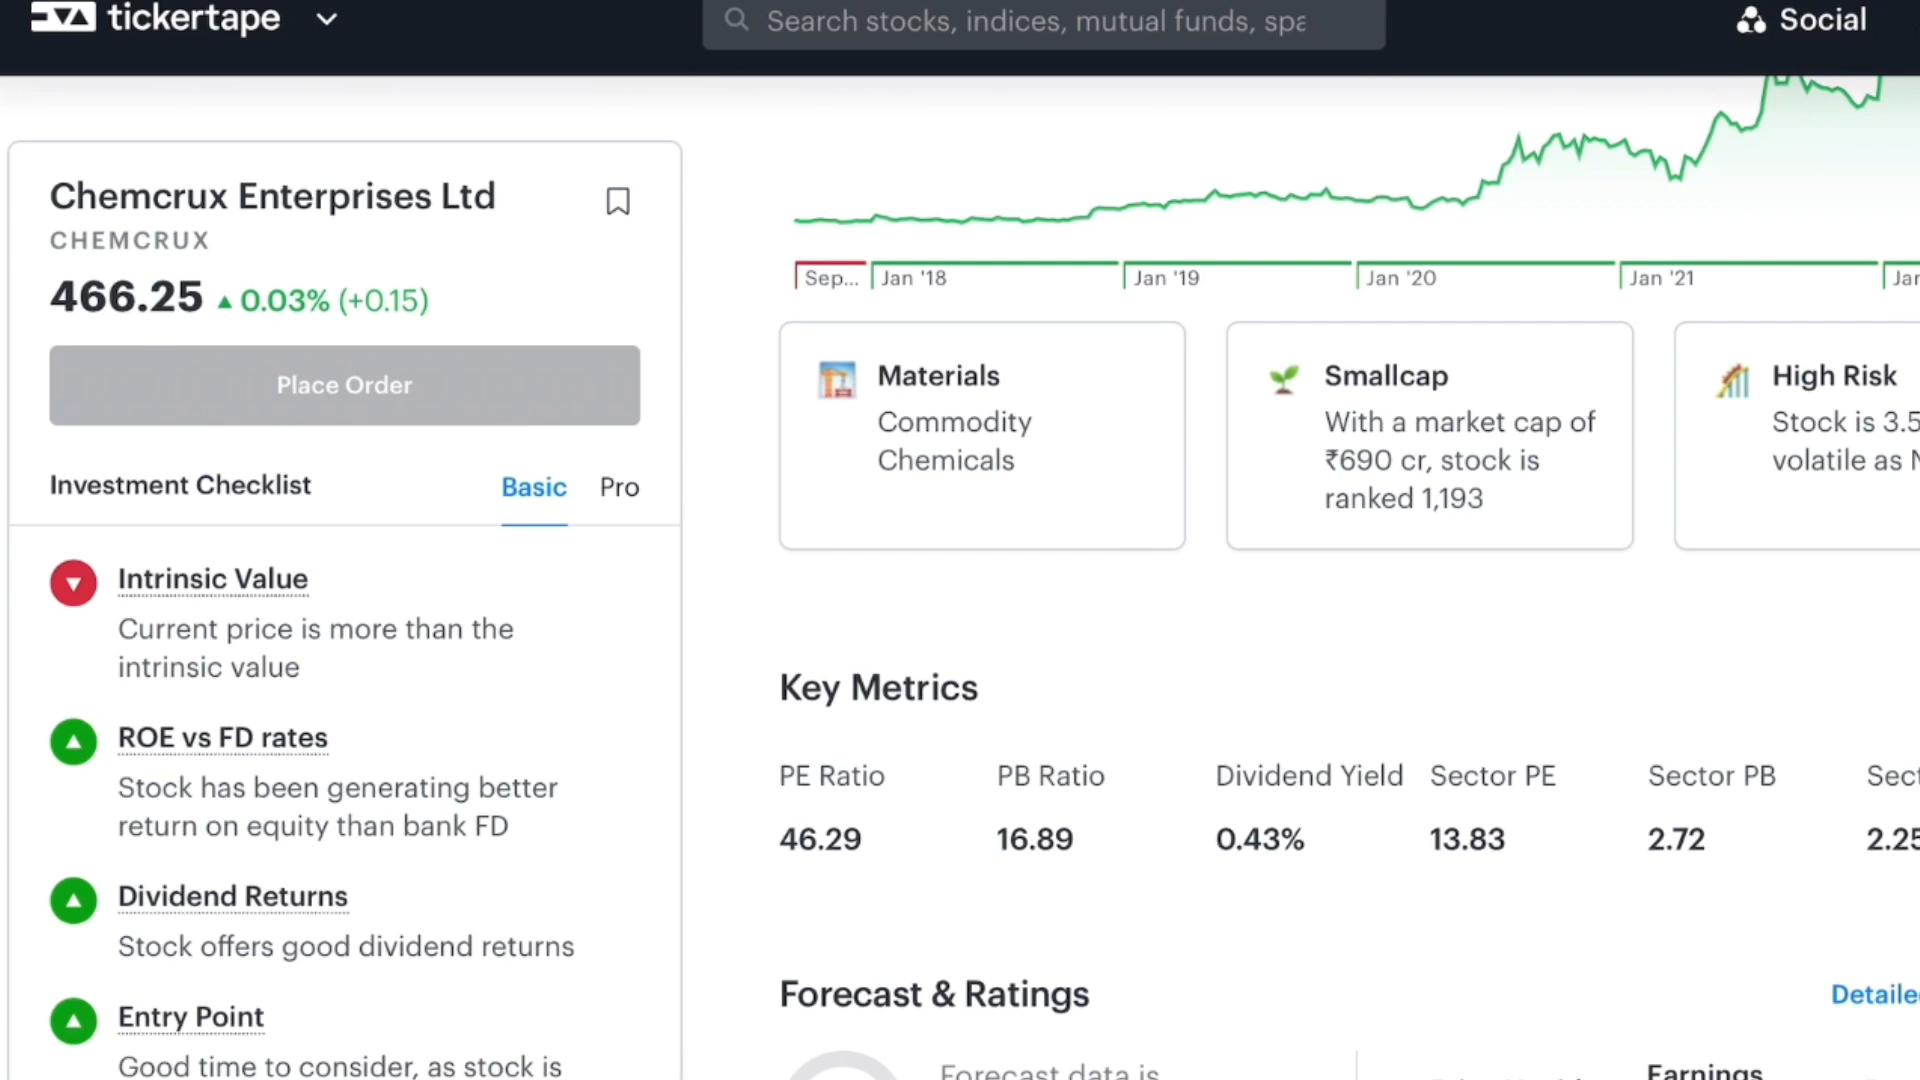 tickertape
Search stocks, indices, mutual funds, spa
Social
Chemcrux Enterprises Ltd
CHEMCRUX
466.25 ▲ 0.03% (+0.15)
Place Order
Investment Checklist
Basic
Pro
Intrinsic Value
Current price is more than the
intrinsic value
ROE vs FD rates
Stock has been generating better
return on equity than bank FD
Dividend Returns
Stock offers good dividend returns
Entry Point
Good time to consider, as stock is
Sep... Jan '18 Jan '19 Jan '20 Jan '21 Jan
Materials
Commodity
Chemicals
Smallcap
With a market cap of
₹690 cr, stock is
ranked 1,193
High Risk
Stock is 3.5
volatile as N
Key Metrics
PE Ratio PB Ratio Dividend Yield Sector PE Sector PB Sect
46.29 16.89 0.43% 13.83 2.72 2.25
Forecast & Ratings
Detailed
Forecast data is
Earnings